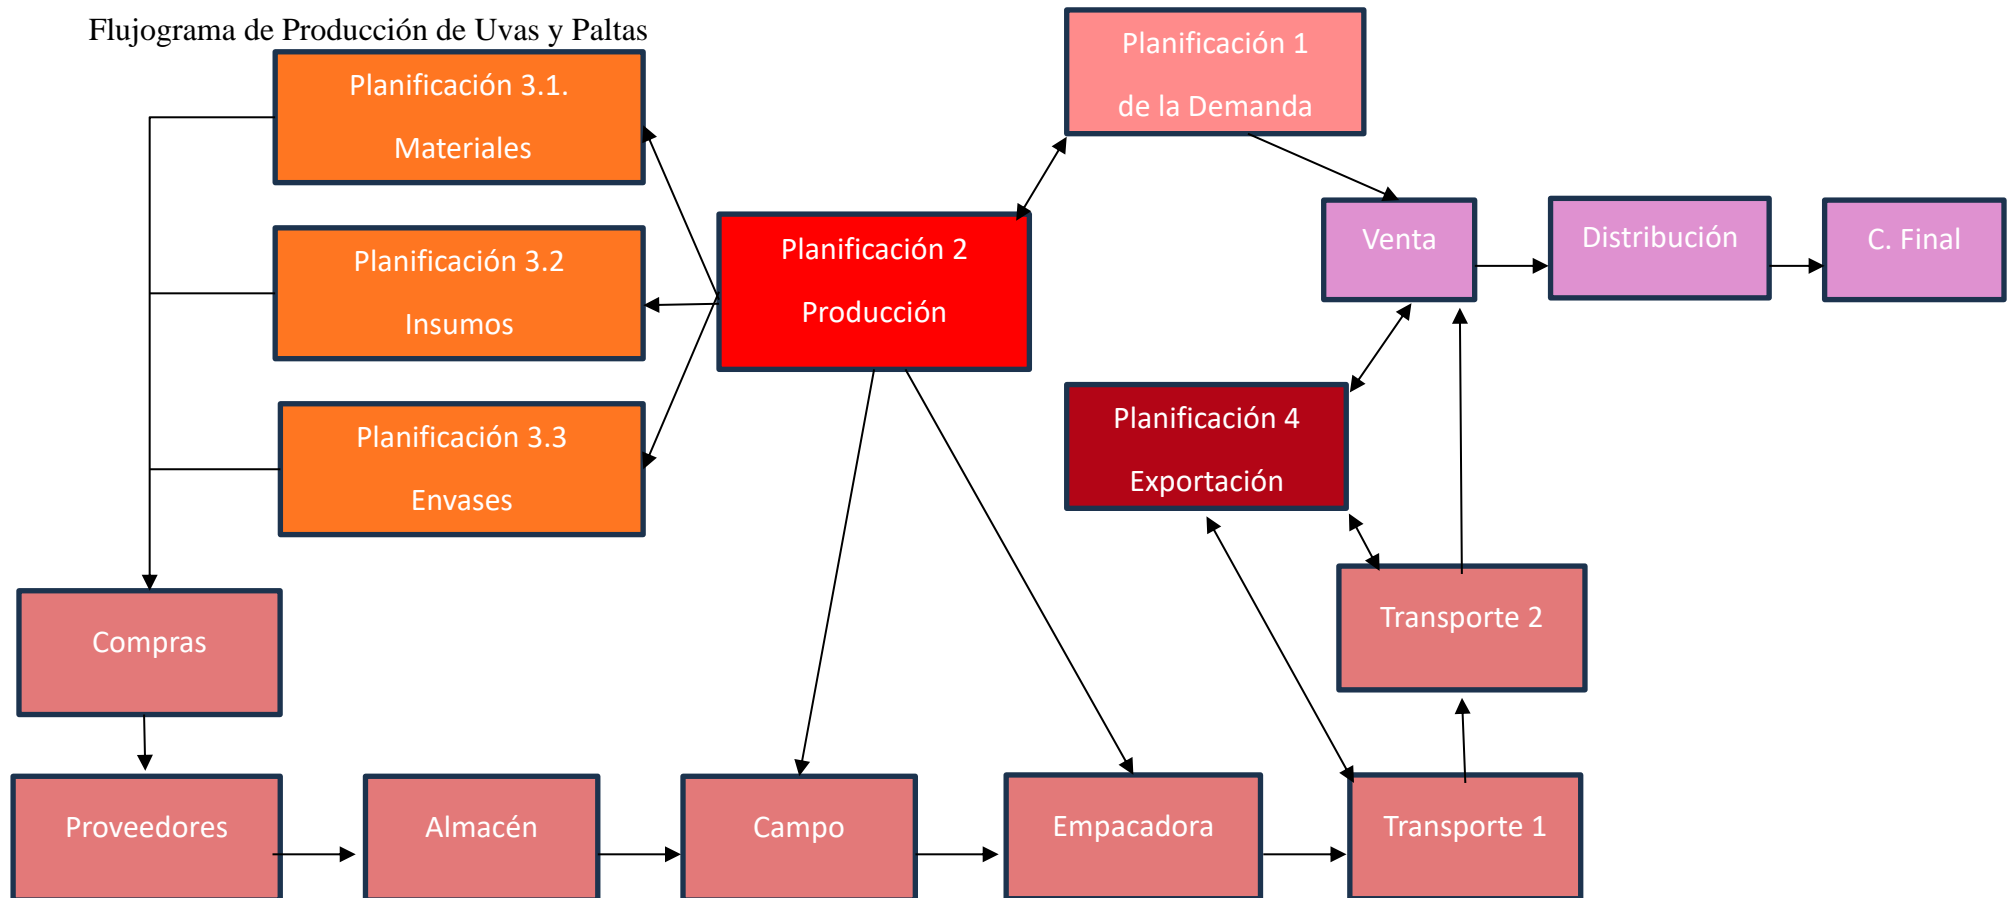 Flujograma de Producción de Uvas y Paltas
Planificación 1
de la Demanda
Planificación 3.1.
Materiales
Planificación 3.2
Insumos
Planificación 2
Producción
Venta
Distribución
C. Final
Planificación 3.3
Envases
Planificación 4
Exportación
Compras
Transporte 2
Proveedores
Almacén
Campo
Empacadora
Transporte 1